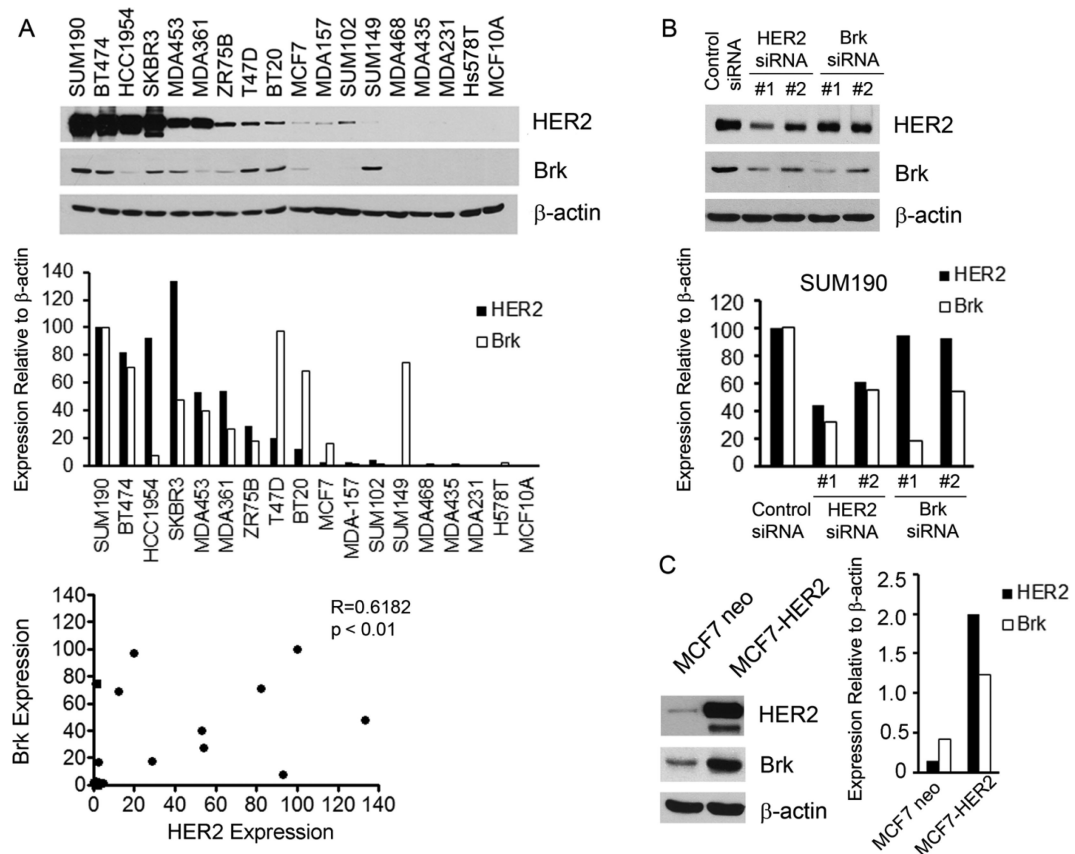 A
SUM190
BT474
HCC1954
SKBR3
MDA453
MDA361
ZR75B
T47D
BT20
MCF7
MDA157
SUM102
SUM149
MDA468
MDA435
MDA231
Hs578T
MCF10A
HER2
Brk
β-actin
Expression Relative to β-actin
140
120
100
80
60
40
20
0
HER2
Brk
SUM190
BT474
HCC1954
SKBR3
MDA453
MDA361
ZR75B
T47D
BT20
MCF7
MDA-157
SUM102
SUM149
MDA468
MDA435
MDA231
H578T
MCF10A
Brk Expression
140
120
100
80
60
40
20
0
R=0.6182
p < 0.01
0 20 40 60 80 100 120 140
HER2 Expression
B
Control siRNA
HER2 siRNA
Brk siRNA
#1 #2 #1 #2
HER2
Brk
β-actin
SUM190
HER2
Brk
Expression Relative to β-actin
120
100
80
60
40
20
0
#1 #2 #1 #2
Control siRNA
HER2 siRNA
Brk siRNA
C
MCF7 neo
MCF7-HER2
HER2
Brk
β-actin
Expression Relative to β-actin
2.5
2.0
1.5
1.0
0.5
0
HER2
Brk
MCF7 neo
MCF7-HER2